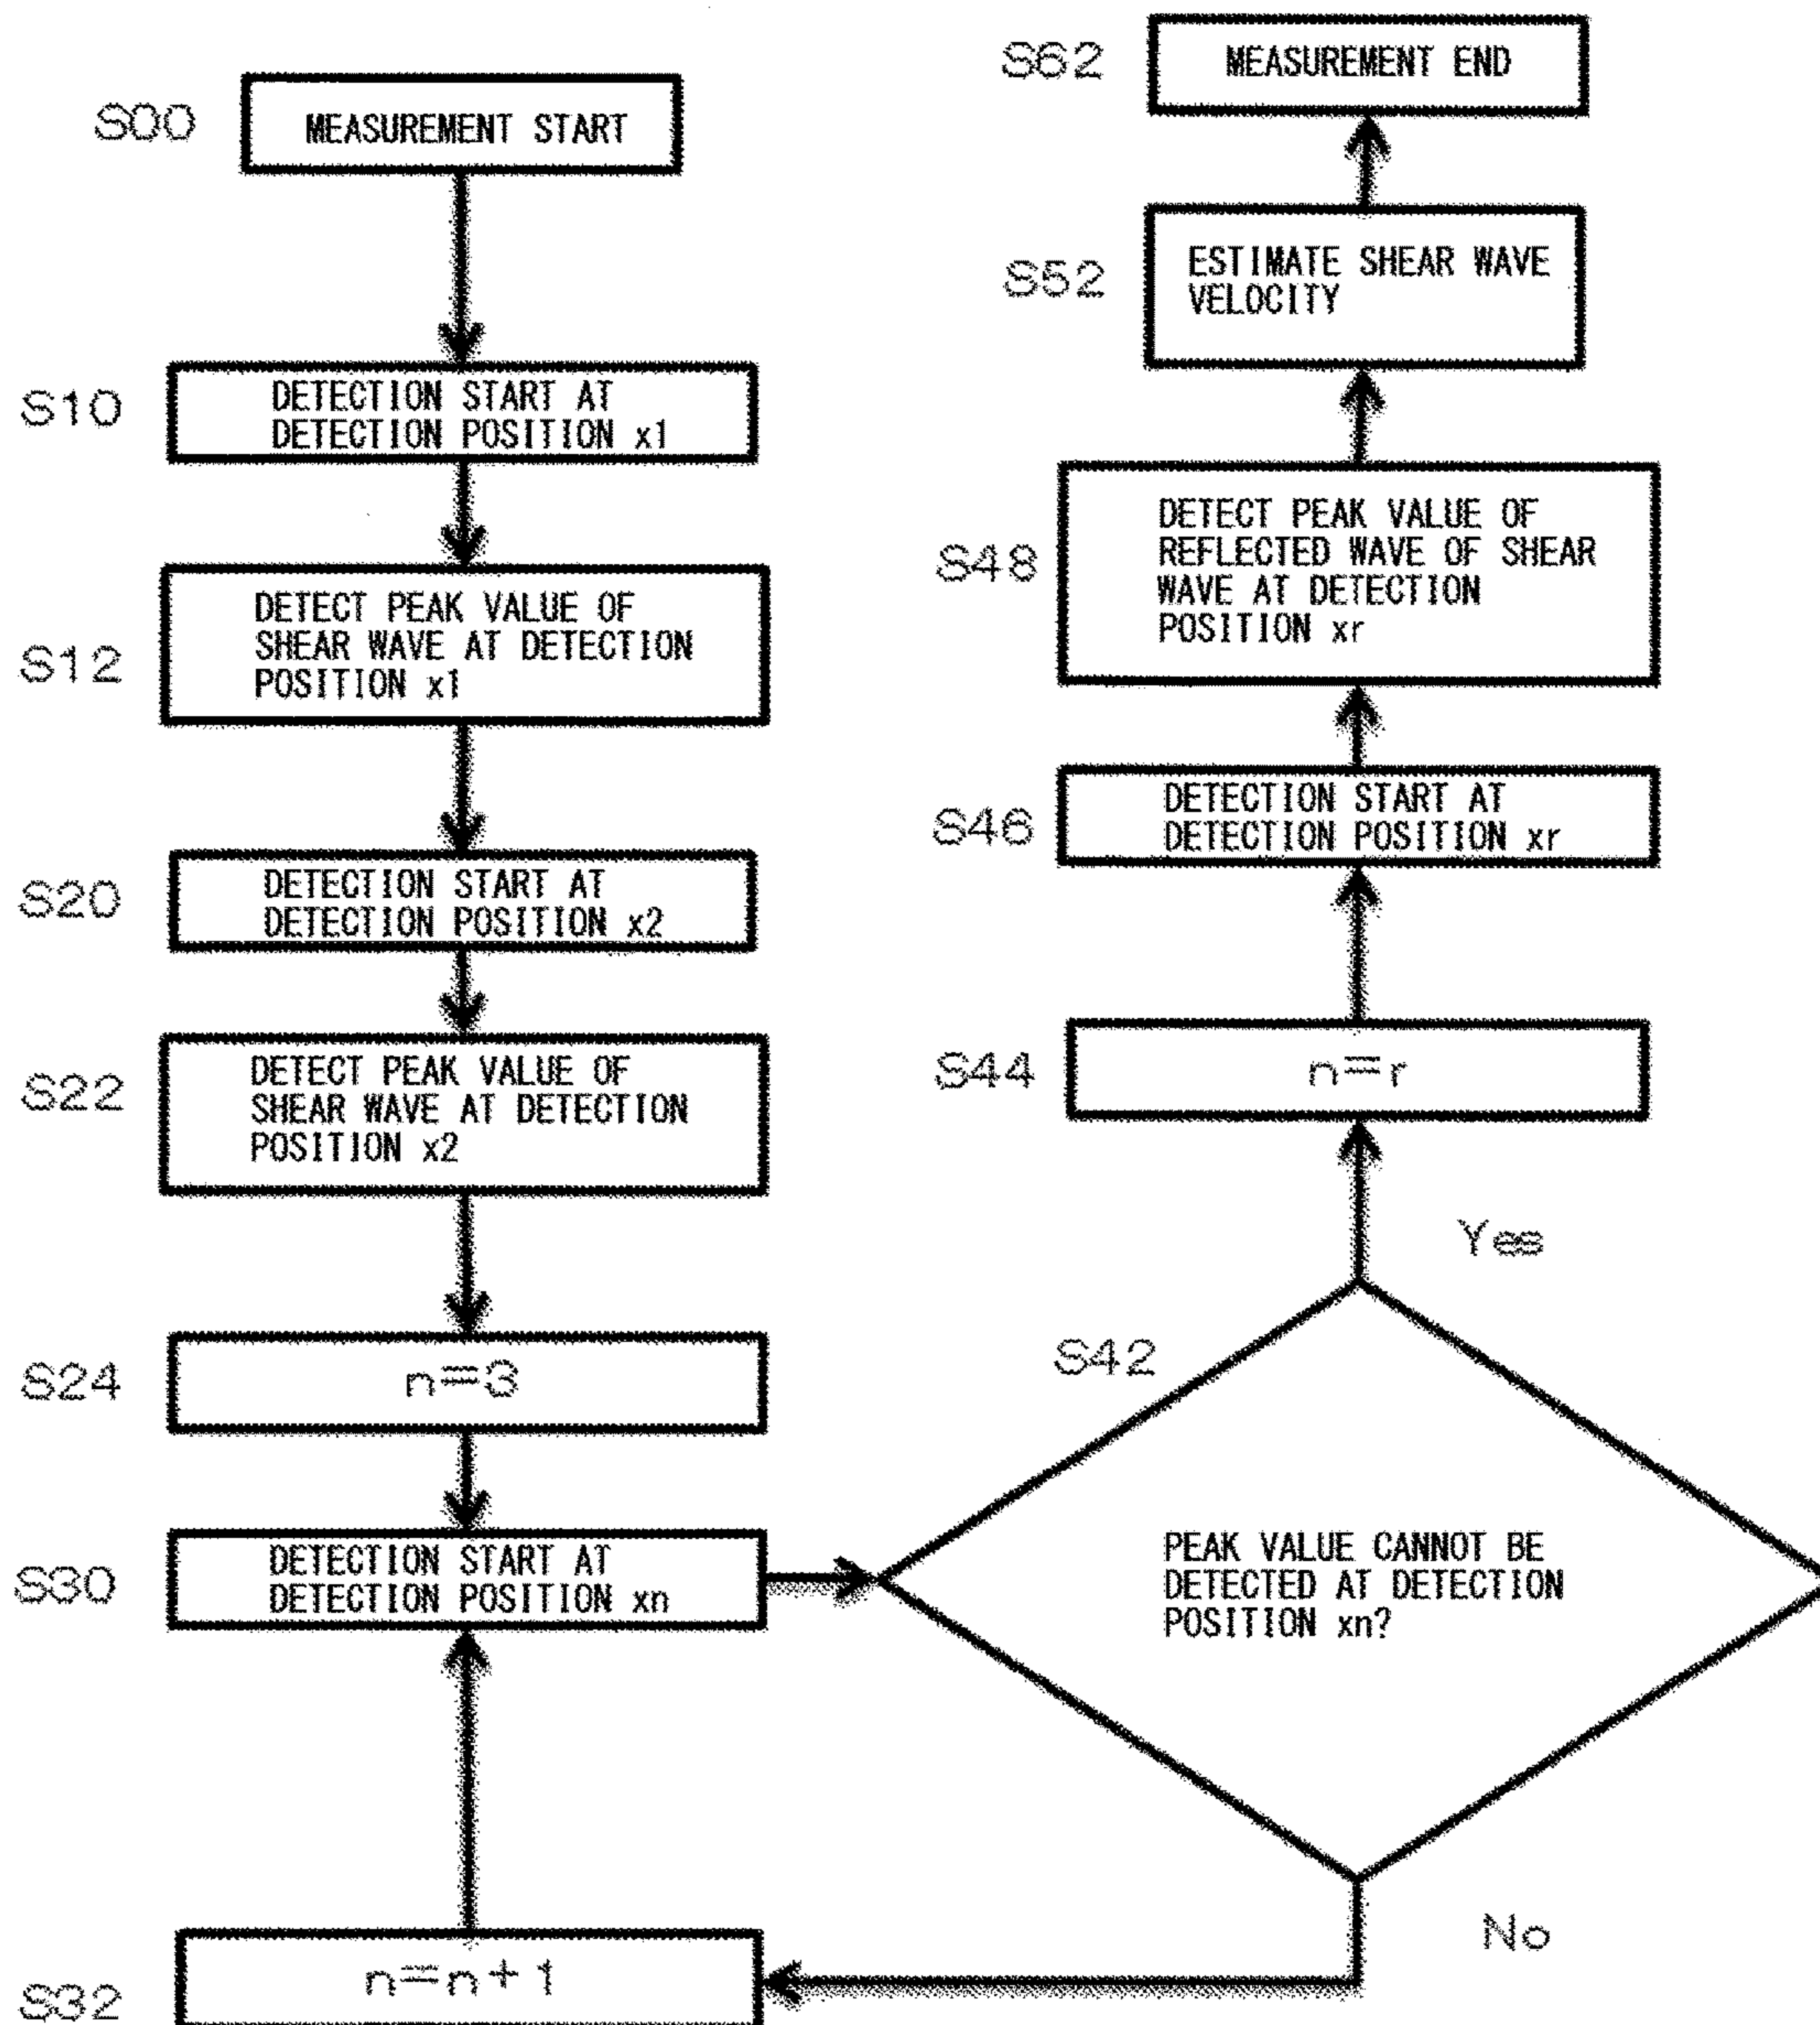 S00
MEASUREMENT START
S10
DETECTION START AT
DETECTION POSITION x1
S12
DETECT PEAK VALUE OF
SHEAR WAVE AT DETECTION
POSITION x1
S20
DETECTION START AT
DETECTION POSITION x2
S22
DETECT PEAK VALUE OF
SHEAR WAVE AT DETECTION
POSITION x2
S24
n=3
S30
DETECTION START AT
DETECTION POSITION xn
S32
n=n+1
S42
PEAK VALUE CANNOT BE
DETECTED AT DETECTION
POSITION xn?
No
Yes
S44
n=r
S46
DETECTION START AT
DETECTION POSITION xr
S48
DETECT PEAK VALUE OF
REFLECTED WAVE OF SHEAR
WAVE AT DETECTION
POSITION xr
S52
ESTIMATE SHEAR WAVE
VELOCITY
S62
MEASUREMENT END